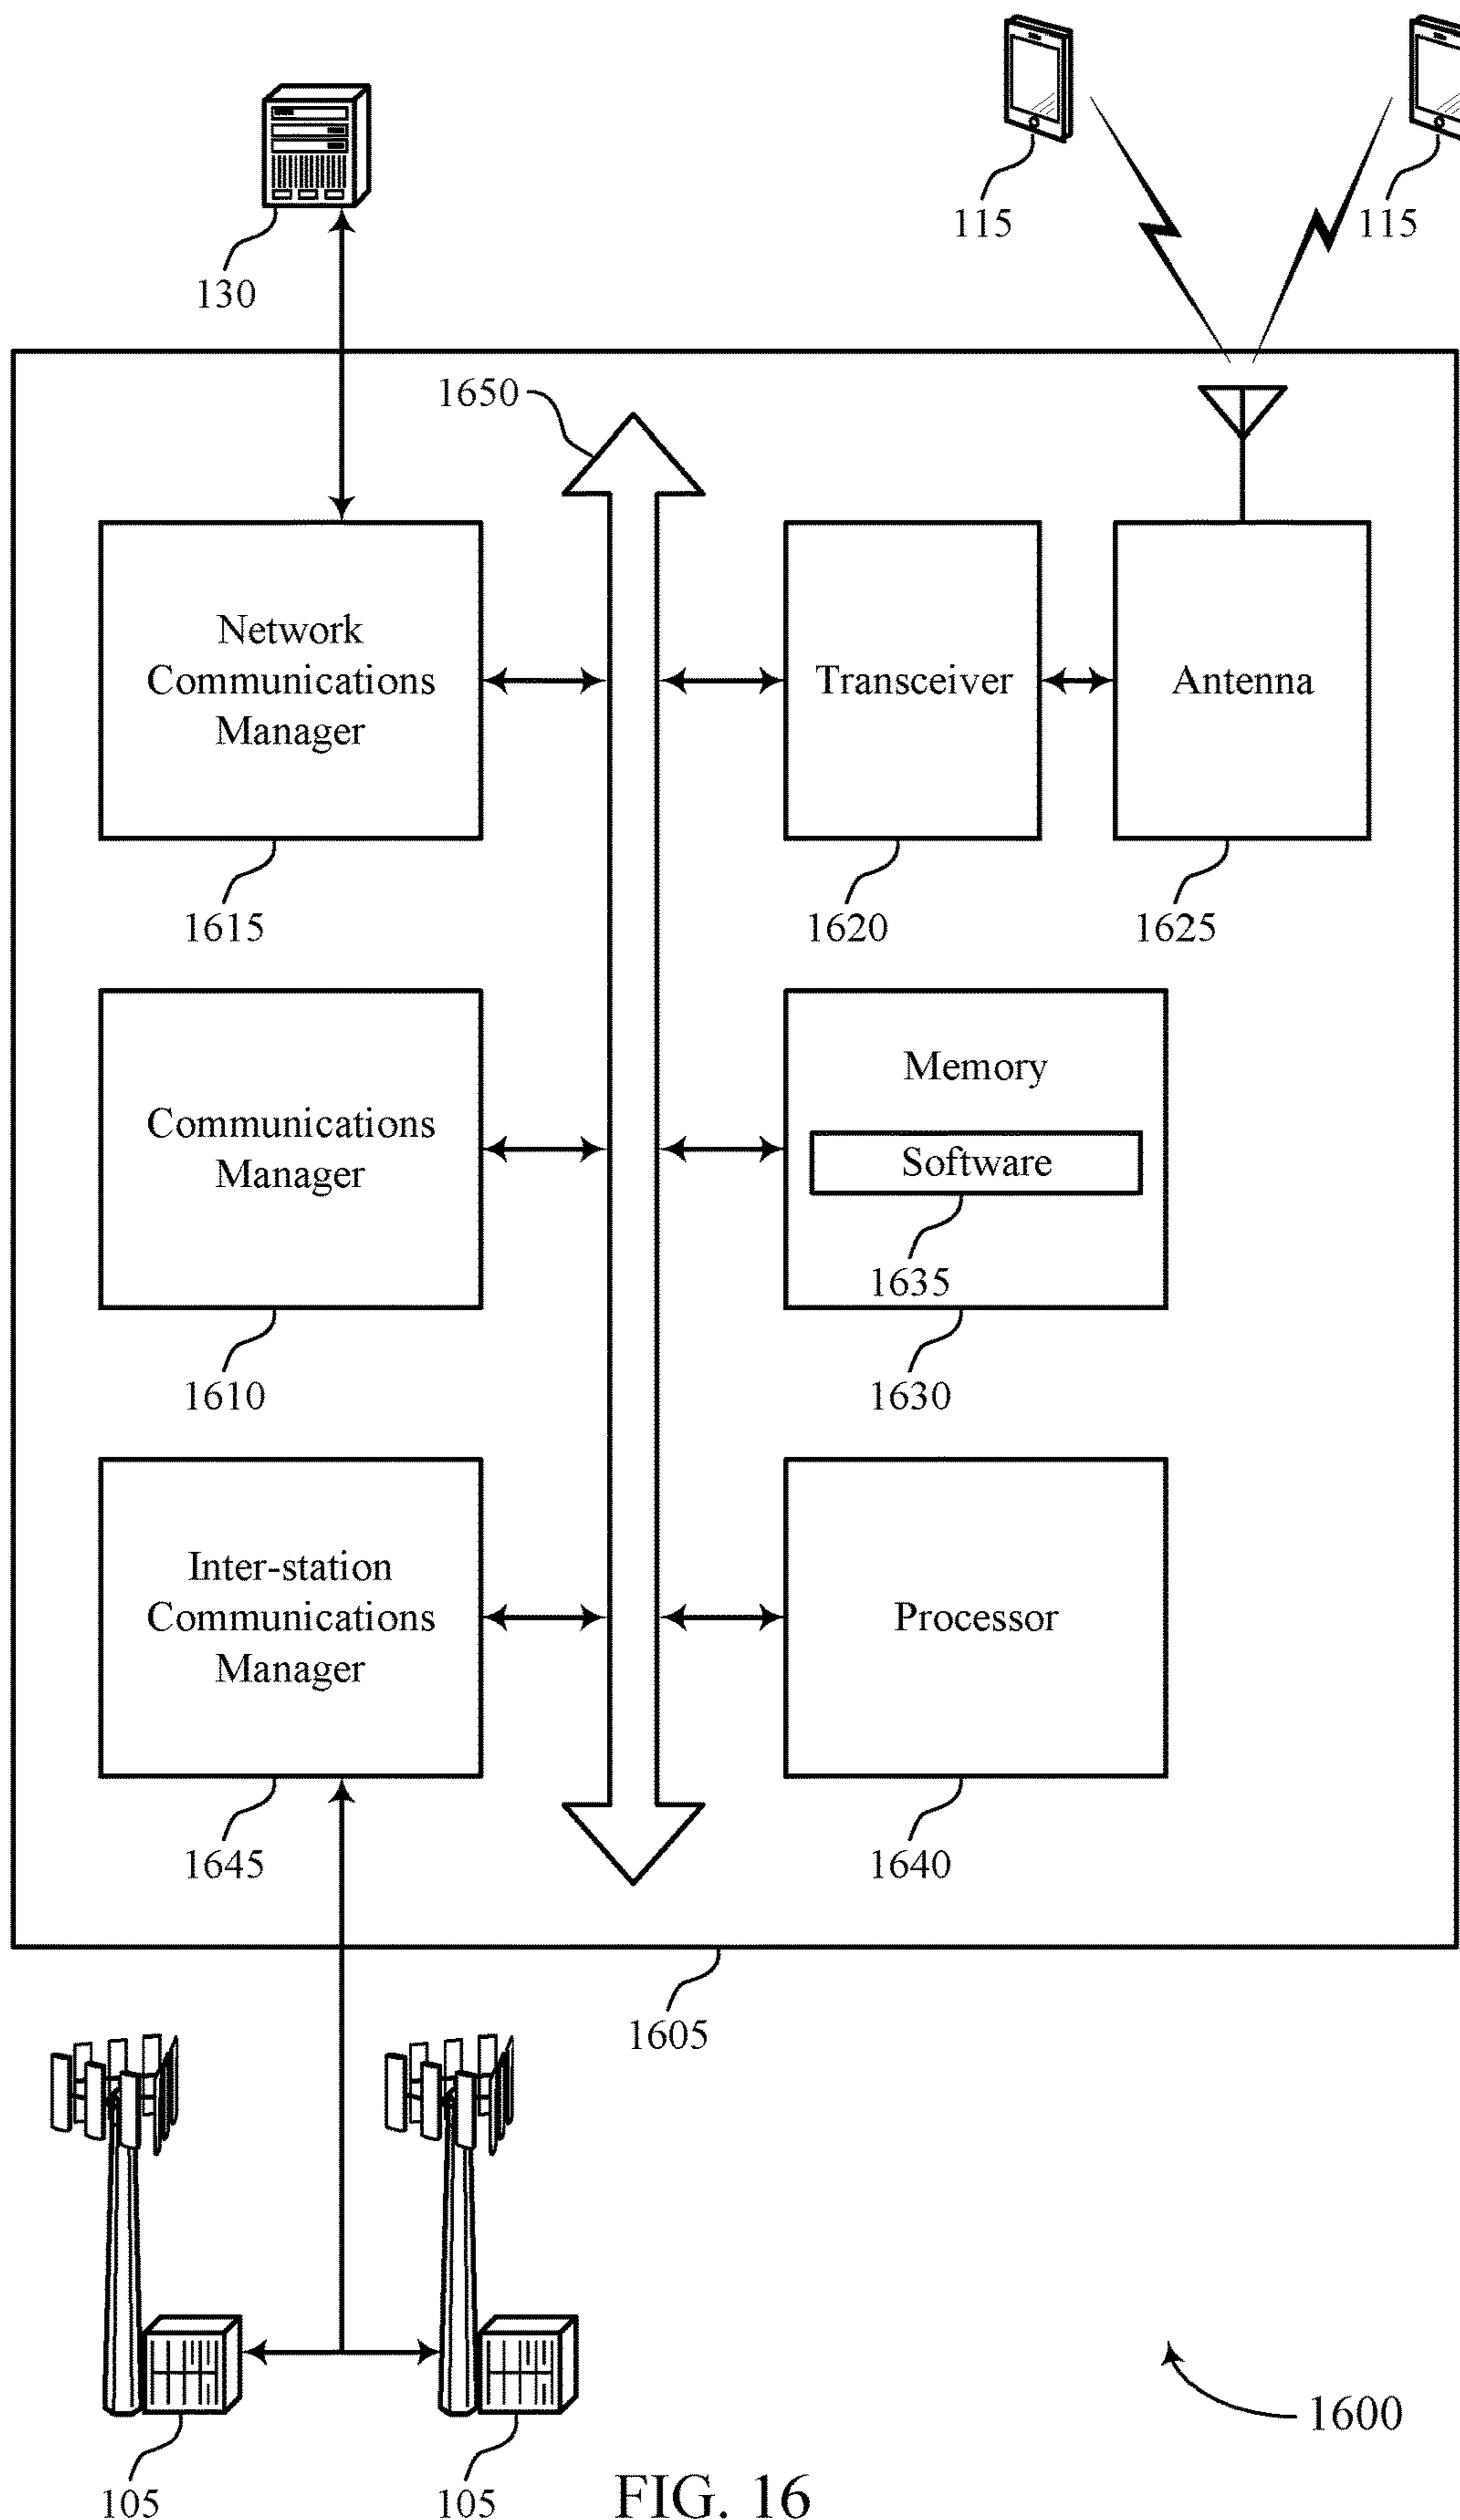 115
115
130
1650
Network
Communications
Manager
Transceiver
Antenna
1615
1620
1625
Communications
Manager
Memory
Software
1635
1610
1630
Inter-station
Communications
Manager
Processor
1645
1640
1605
1600
105
105
FIG. 16